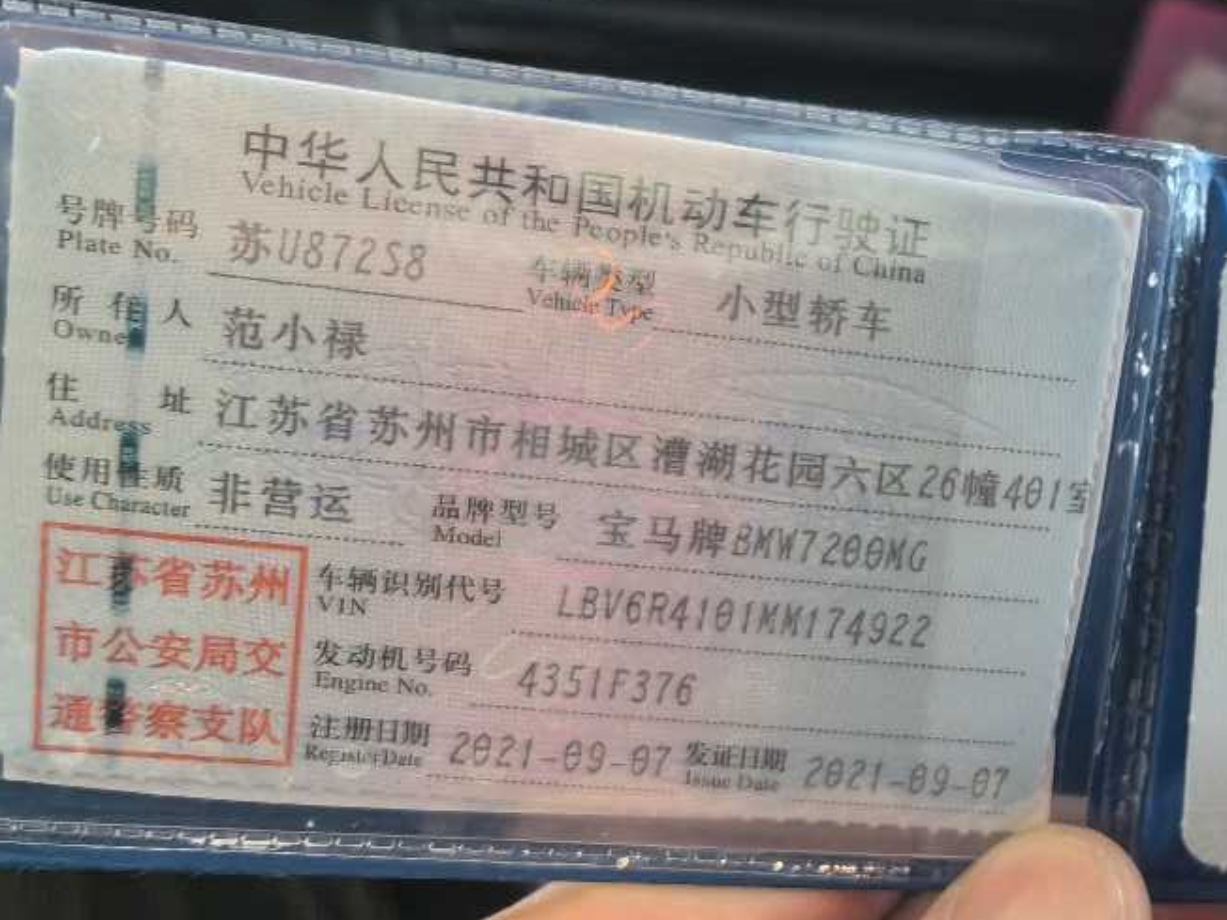 中华人民共和国机动车行驶证
Vehicle License of the People's Republic of China
号牌号码 苏U872S8 车辆类型 小型轿车
Plate No. Vehicle Type
所有人 范小禄
Owner
住址 江苏省苏州市相城区漕湖花园六区26幢401室
Address
使用性质 非营运 品牌型号 宝马牌BMW7200MG
Use Character Model
江苏省苏州
市公安局交
通警察支队
车辆识别代号 LBV6R4101MM174922
VIN
发动机号码 4351F376
Engine No.
注册日期 2021-09-07 发证日期 2021-09-07
Register Date Issue Date